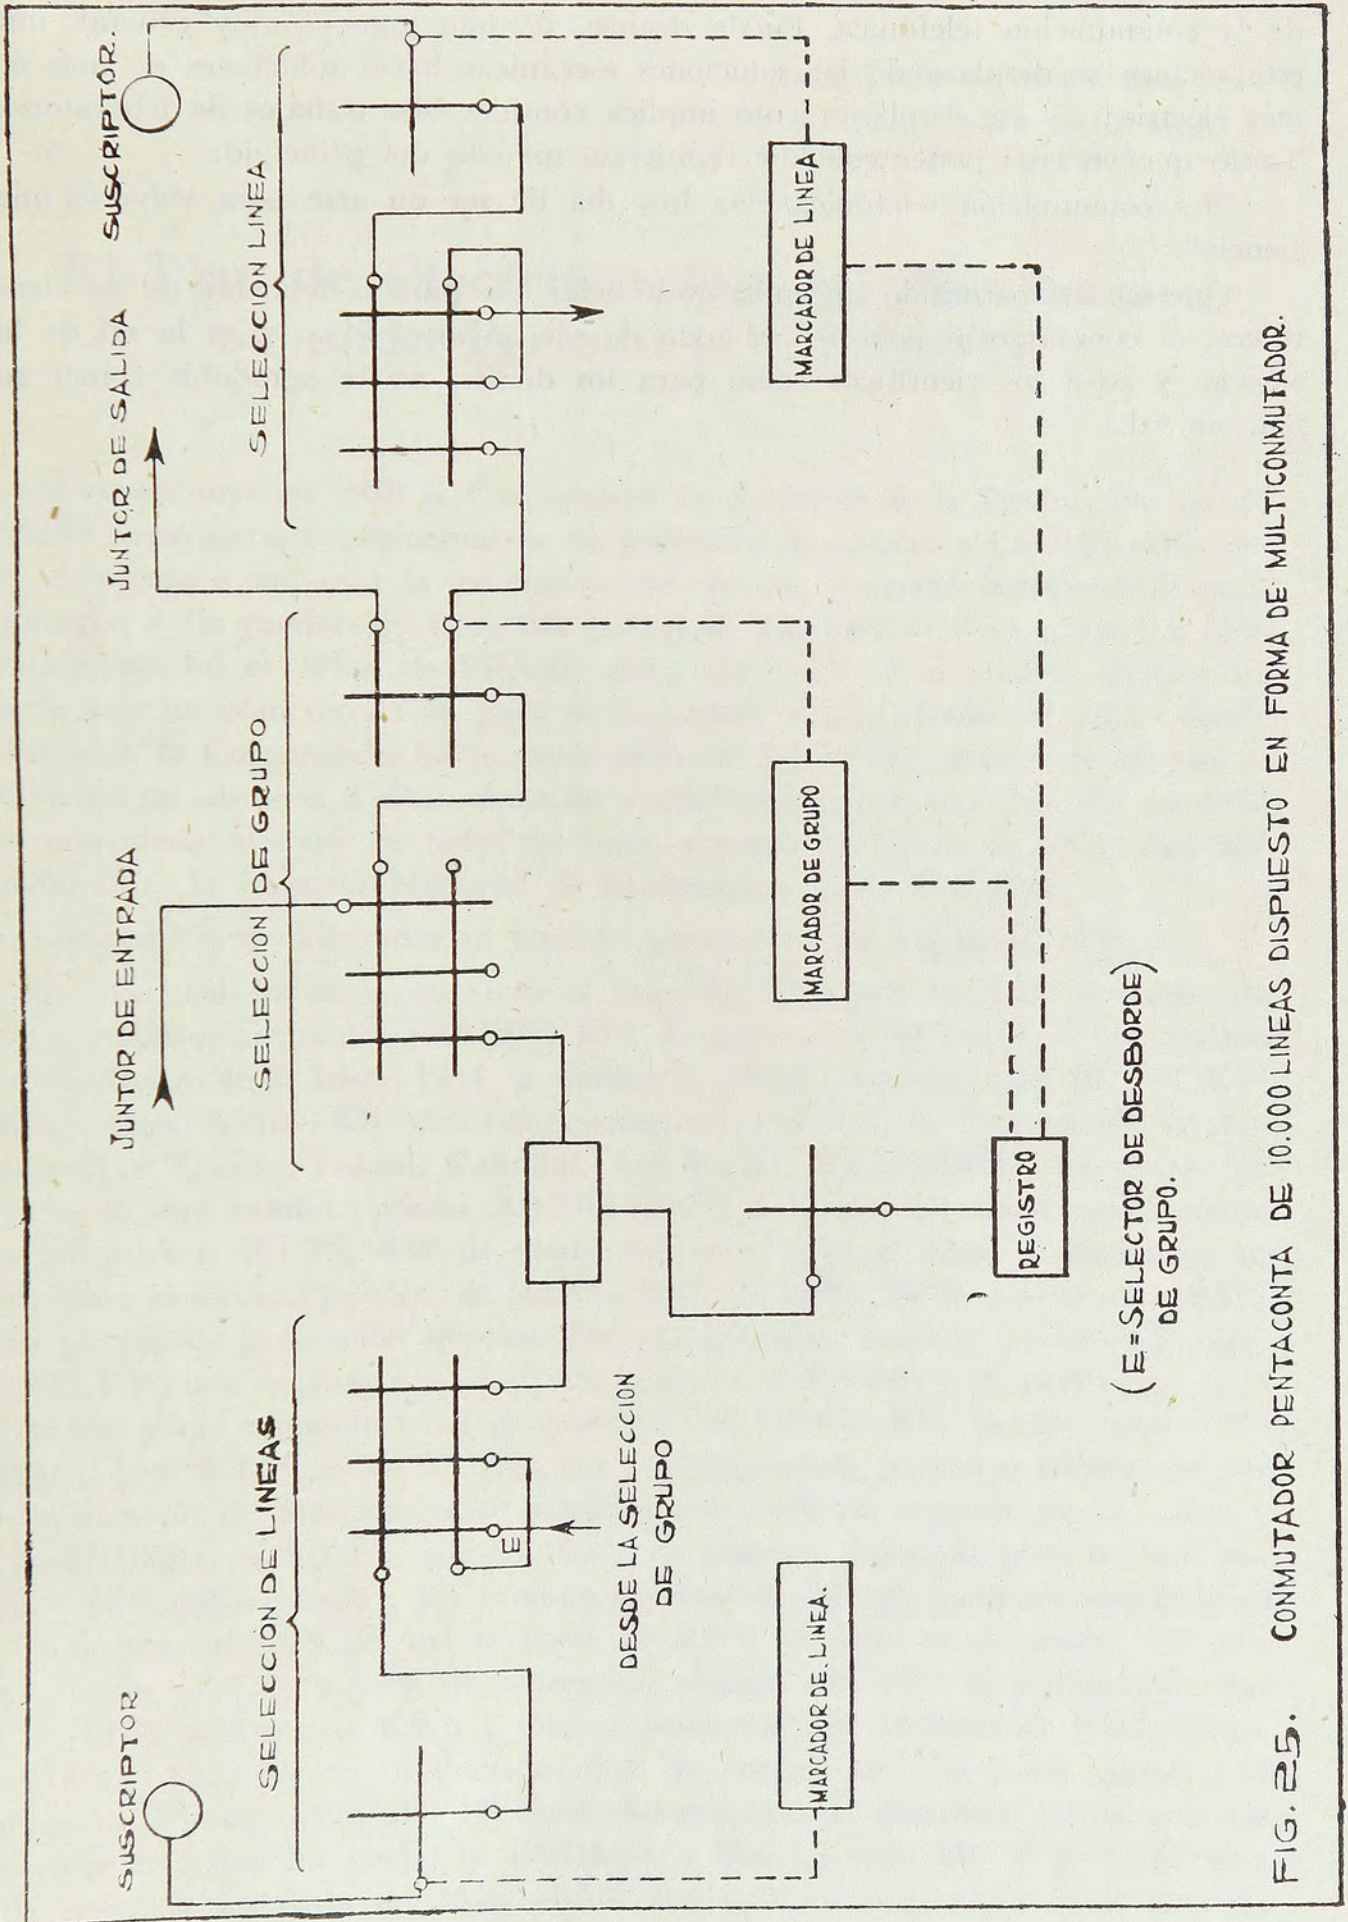 SUSCRIPTOR
JUNTOR DE ENTRADA
JUNTOR DE SALIDA
SUSCRIPTOR.
SELECCION DE LINEAS
SELECCION DE GRUPO
SELECCION LINEA
E
DESDE LA SELECCION
DE GRUPO
MARCADOR DE. LINEA.
MARCADOR DE GRUPO
MARCADOR DE LINEA
REGISTRO
(E=SELECTOR DE DESBORDE)
DE GRUPO.
FIG. 25. CONMUTADOR PENTACONTA DE 10.000 LINEAS DISPUESTO EN FORMA DE MULTICONMUTADOR.